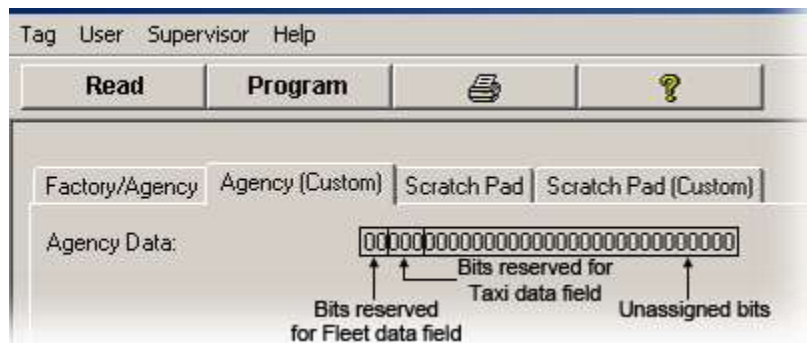 Tag User Supervisor Help
Read Program ?
Factory/Agency Agency (Custom) Scratch Pad Scratch Pad (Custom)
Agency Data: 00000000000000000000000000000000
Bits reserved for
Taxi data field
Unassigned bits
Bits reserved
for Fleet data field